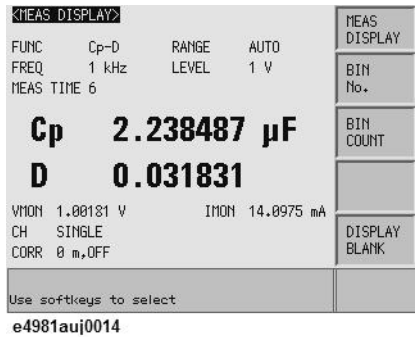 <MEAS DISPLAY>
FUNC Cp-D RANGE AUTO
FREQ 1 kHz LEVEL 1 V
MEAS TIME 6
Cp 2.238487 µF
D 0.031831
VMON 1.00181 V IMON 14.0975 mA
CH SINGLE
CORR 0 m,OFF
Use softkeys to select
MEAS
DISPLAY
BIN
No.
BIN
COUNT
DISPLAY
BLANK
e4981auj0014